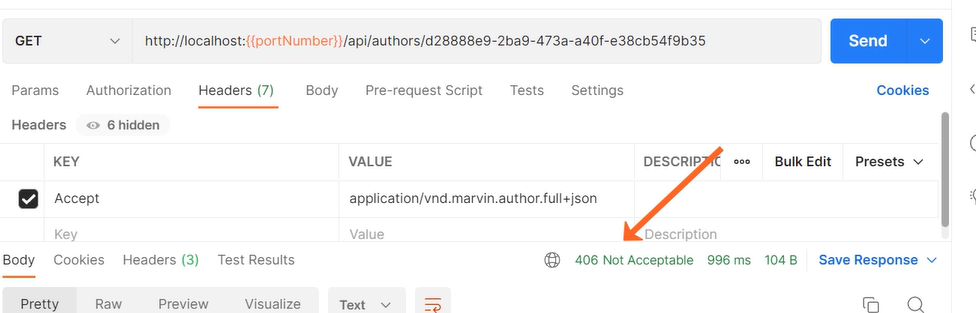 GET http://localhost:{{portNumber}}/api/authors/d28888e9-2ba9-473a-a40f-e38cb54f9b35 Send
Params Authorization Headers (7) Body Pre-request Script Tests Settings Cookies
Headers 6 hidden
KEY VALUE DESCRIPTIC ooo Bulk Edit Presets
Accept application/vnd.marvin.author.full+json
Key Value Description
Body Cookies Headers (3) Test Results 406 Not Acceptable 996 ms 104 B Save Response
Pretty Raw Preview Visualize Text